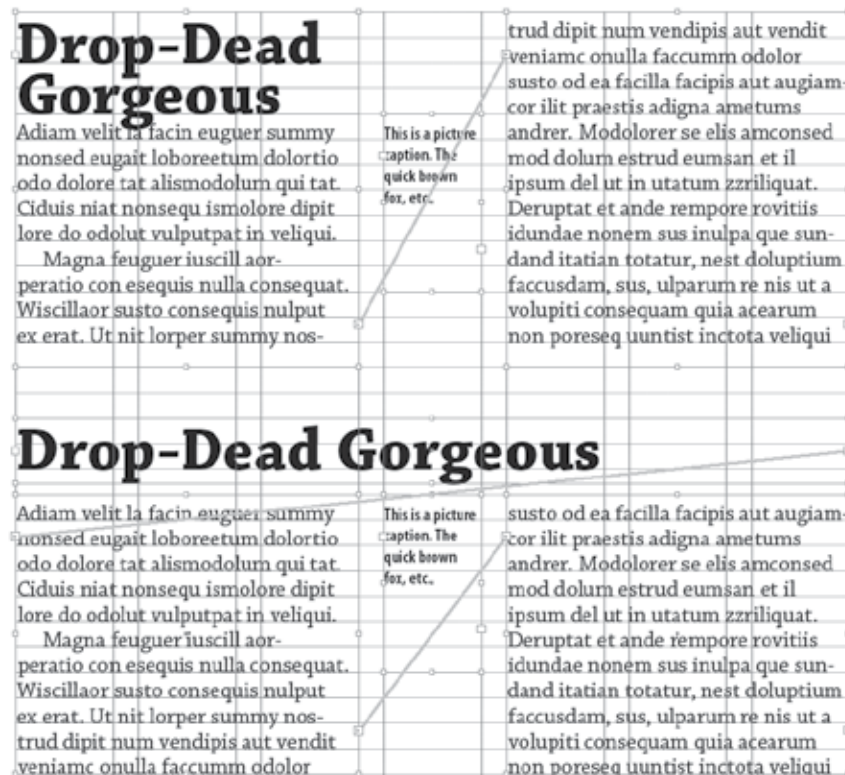 Drop-Dead
Gorgeous
Adiam velit la facin euguer summy
nonsed eugait loboreetum dolortio
odo dolore tat alismodolum qui tat.
Ciduis niat nonsequ ismolore dipit
lore do odolut vulputpat in veliqui.
Magna feuguer iuscill aor-
peratio con esequis nulla consequat.
Wiscillaor susto consequis nulput
ex erat. Ut nit lorper summy nos-
This is a picture
caption. The
quick brown
fox, etc.
trud dipit num vendipis aut vendit
veniamc onulla faccumm odolor
susto od ea facilla facipis aut augiam-
cor ilit praestis adigna ametums
andrer. Modolorer se elis amconsed
mod dolum estrud eumsan et il
ipsum del ut in utatum zzriliquat.
Deruptat et ande rempore rovitiis
idundae nonem sus inulpa que sun-
dand itatian totatur, nest doluptium
faccusdam, sus, ulparum re nis ut a
volupiti consequam quia acearum
non poreseq uuntist inctota veliqui
Drop-Dead Gorgeous
Adiam velit la facin euguer summy
nonsed eugait loboreetum dolortio
odo dolore tat alismodolum qui tat.
Ciduis niat nonsequ ismolore dipit
lore do odolut vulputpat in veliqui.
Magna feuguer iuscill aor-
peratio con esequis nulla consequat.
Wiscillaor susto consequis nulput
ex erat. Ut nit lorper summy nos-
trud dipit num vendipis aut vendit
veniamc onulla faccumm odolor
This is a picture
caption. The
quick brown
fox, etc.
susto od ea facilla facipis aut augiam-
cor ilit praestis adigna ametums
andrer. Modolorer se elis amconsed
mod dolum estrud eumsan et il
ipsum del ut in utatum zzriliquat.
Deruptat et ande rempore rovitiis
idundae nonem sus inulpa que sun-
dand itatian totatur, nest doluptium
faccusdam, sus, ulparum re nis ut a
volupiti consequam quia acearum
non poreseq uuntist inctota veliqui